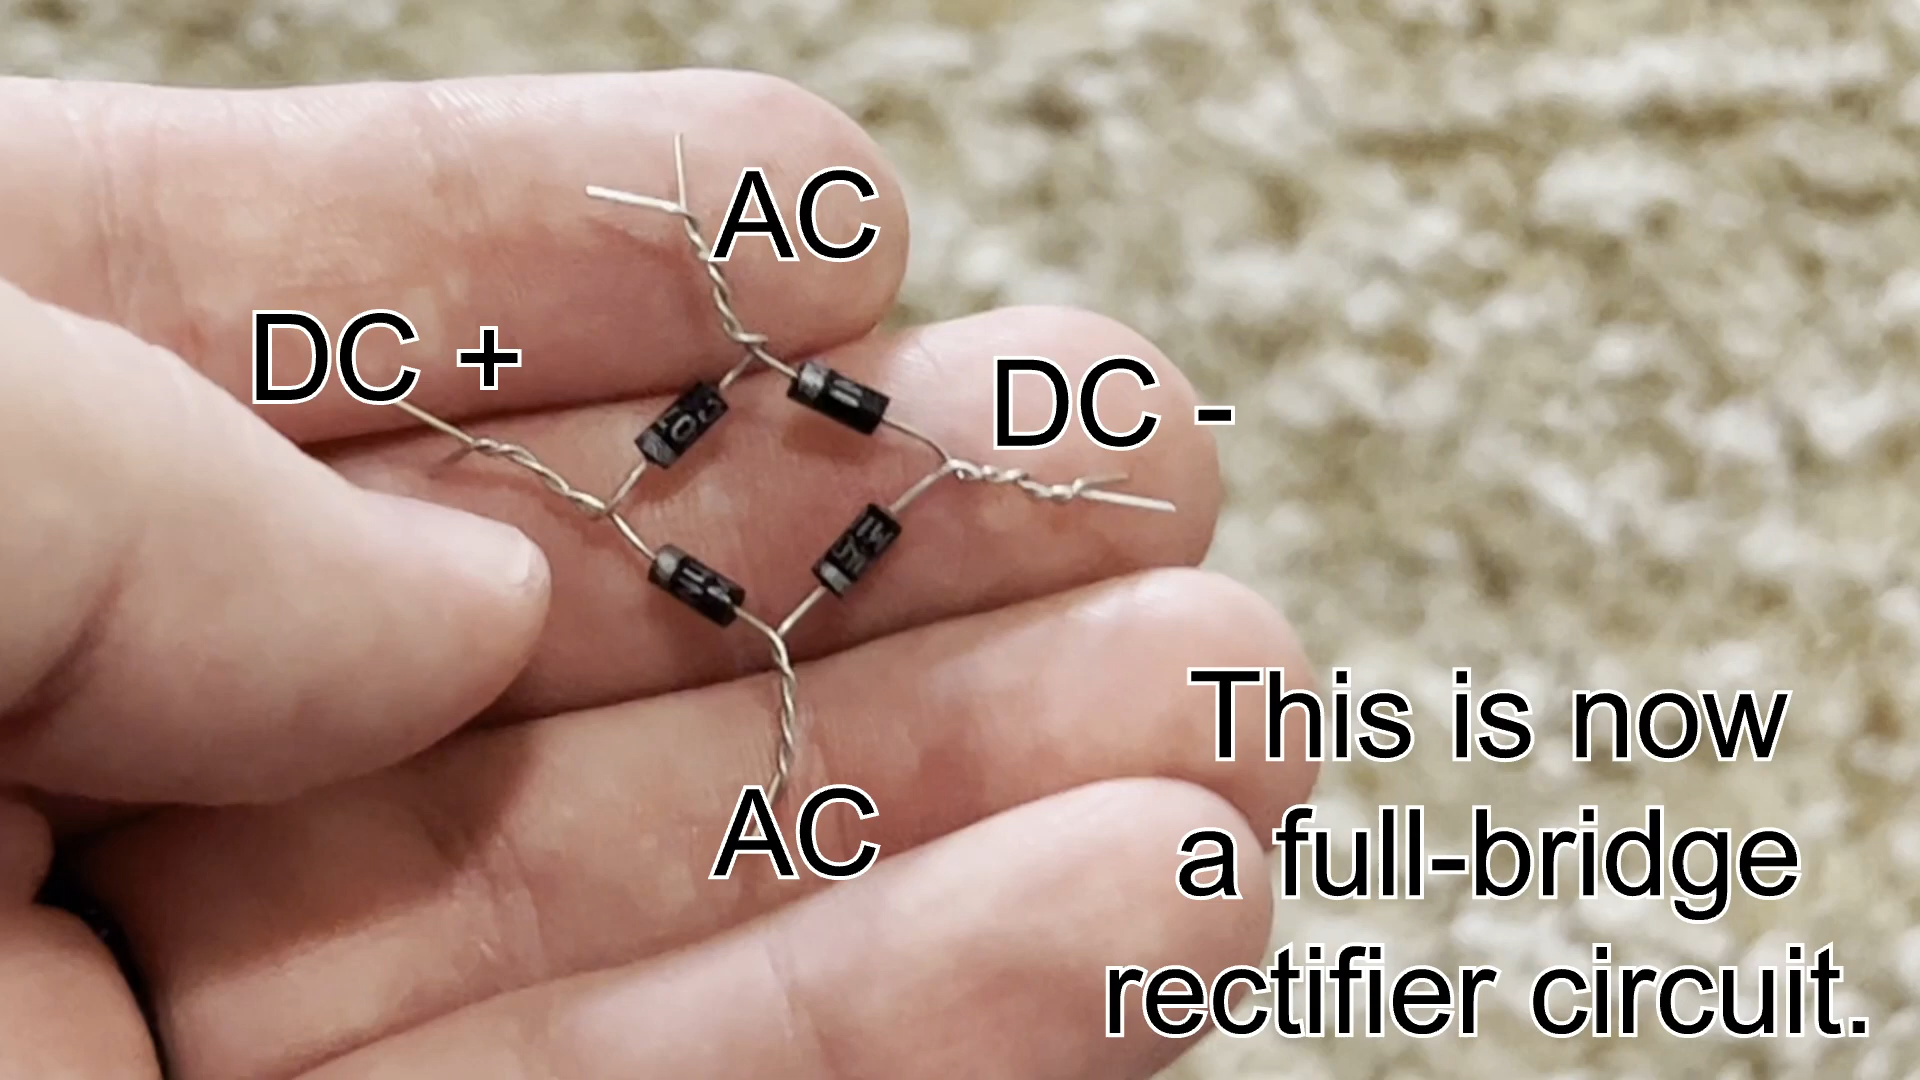 AC
DC +
DC -
AC
This is now
a full-bridge
rectifier circuit.